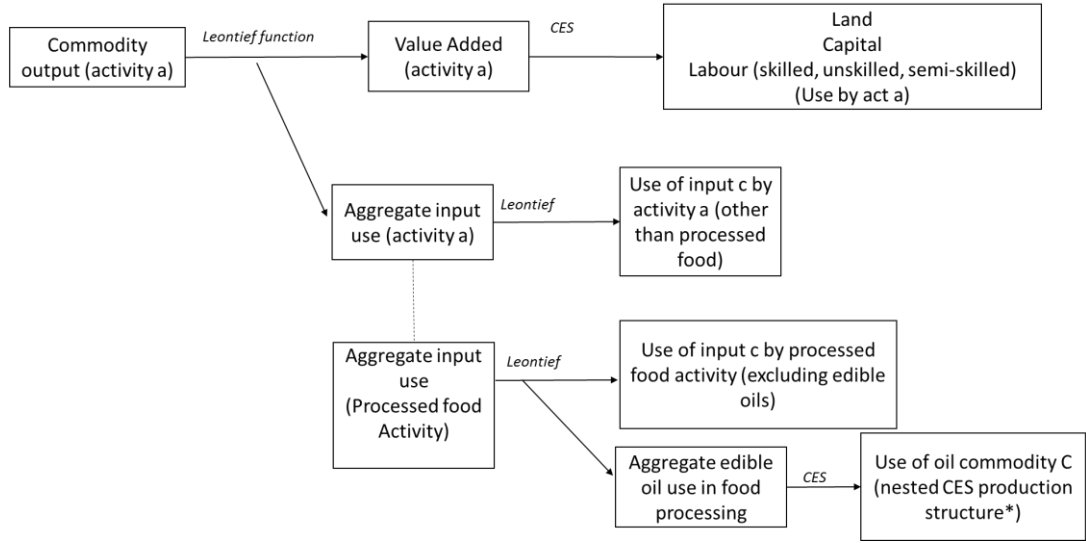 Commodity
output (activity a)
Leontief function
Value Added
(activity a)
CES
Land
Capital
Labour (skilled, unskilled, semi-skilled)
(Use by act a)
Aggregate input
use (activity a)
Leontief
Use of input c by
activity a (other
than processed
food)
Aggregate input
use
(Processed food
Activity)
Leontief
Use of input c by processed
food activity (excluding edible
oils)
Aggregate edible
oil use in food
processing
CES
Use of oil commodity C
(nested CES production
structure*)